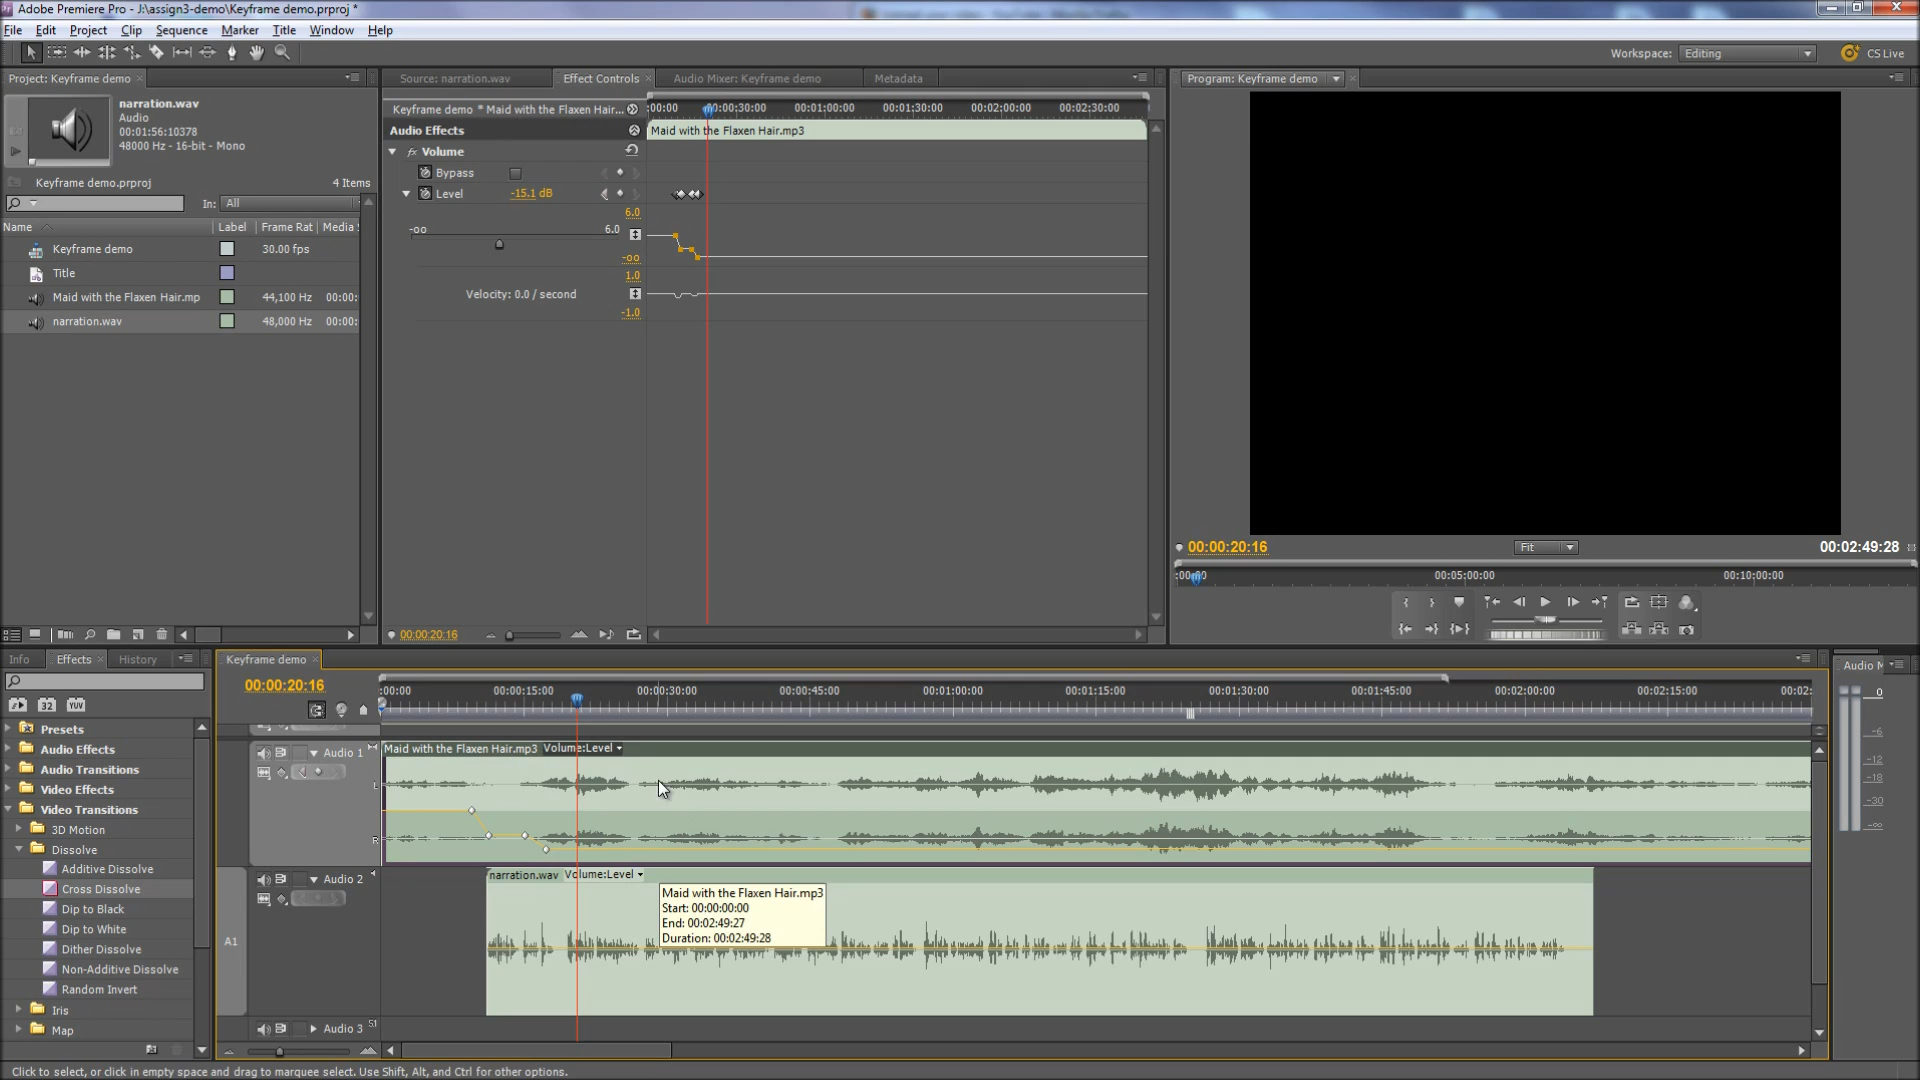 Adobe Premiere Pro - J:\assign3-demo\Keyframe demo.prproj *
File Edit Project Clip Sequence Marker Title Window Help
Workspace: Editing CS Live
Project: Keyframe demo
narration.wav
Audio
00:01:56:10378
48000 Hz - 16-bit - Mono
Keyframe demo.prproj 4 Items
In: All
Name Label Frame Rat Media
Keyframe demo 30.00 fps
Title
Maid with the Flaxen Hair.mp 44,100 Hz 00:00:
narration.wav 48,000 Hz 00:00:
Source: narration.wav Effect Controls Audio Mixer: Keyframe demo Metadata
Keyframe demo * Maid with the Flaxen Hair... :00:00 00:00:30:00 00:01:00:00 00:01:30:00 00:02:00:00 00:02:30:00
Audio Effects Maid with the Flaxen Hair.mp3
fx Volume
Bypass
Level -15.1 dB
6.0
-oo 6.0
-oo
1.0
Velocity: 0.0 / second
-1.0
00:00:20:16
Program: Keyframe demo
00:00:20:16 Fit 00:02:49:28
00:05:00:00 00:10:00:00
Info Effects History
32 YUV
Presets
Audio Effects
Audio Transitions
Video Effects
Video Transitions
3D Motion
Dissolve
Additive Dissolve
Cross Dissolve
Dip to Black
Dip to White
Dither Dissolve
Non-Additive Dissolve
Random Invert
Iris
Map
Keyframe demo
00:00:20:16 :00:00 00:00:15:00 00:00:30:00 00:00:45:00 00:01:00:00 00:01:15:00 00:01:30:00 00:01:45:00 00:02:00:00 00:02:15:00 00:02:
Audio 1 Maid with the Flaxen Hair.mp3 Volume:Level
L
R
Audio 2 narration.wav Volume:Level
Maid with the Flaxen Hair.mp3
Start: 00:00:00:00
End: 00:02:49:27
Duration: 00:02:49:28
A1
Audio 3 5.1
Audio M
0
-6
-12
-18
-30
-oo
Click to select, or click in empty space and drag to marquee select. Use Shift, Alt, and Ctrl for other options.